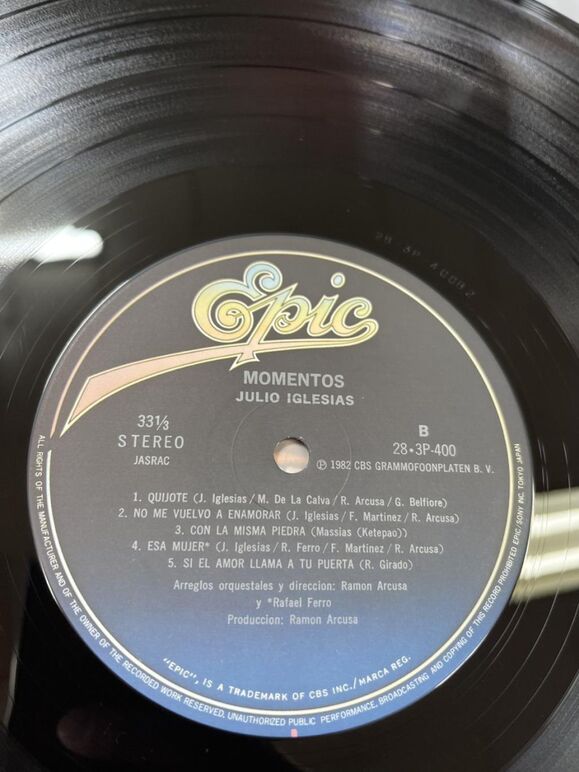 28 3P 400B2
Epic
MOMENTOS
JULIO IGLESIAS
33⅓
STEREO
JASRAC
B
28·3P-400
Ⓟ 1982 CBS GRAMMOFOONPLATEN B. V.
1. QUIJOTE (J. Iglesias/M. De La Calva/R. Arcusa/G. Belfiore)
2. NO ME VUELVO A ENAMORAR (J. Iglesias/F. Martinez/R. Arcusa)
3. CON LA MISMA PIEDRA (Massias (Ketepao))
4. ESA MUJER* (J. Iglesias/R. Ferro/F. Martinez/R. Arcusa)
5. SI EL AMOR LLAMA A TU PUERTA (R. Girado)
Arreglos orquestales y direccion: Ramon Arcusa
y *Rafael Ferro
Produccion: Ramon Arcusa
"EPIC", IS A TRADEMARK OF CBS INC./MARCA REG.
ALL RIGHTS OF THE MANUFACTURER AND OF THE OWNER OF THE RECORDED WORK RESERVED. UNAUTHORIZED PUBLIC PERFORMANCE, BROADCASTING AND COPYING OF THIS RECORD PROHIBITED EPIC/SONY INC. TOKYO JAPAN